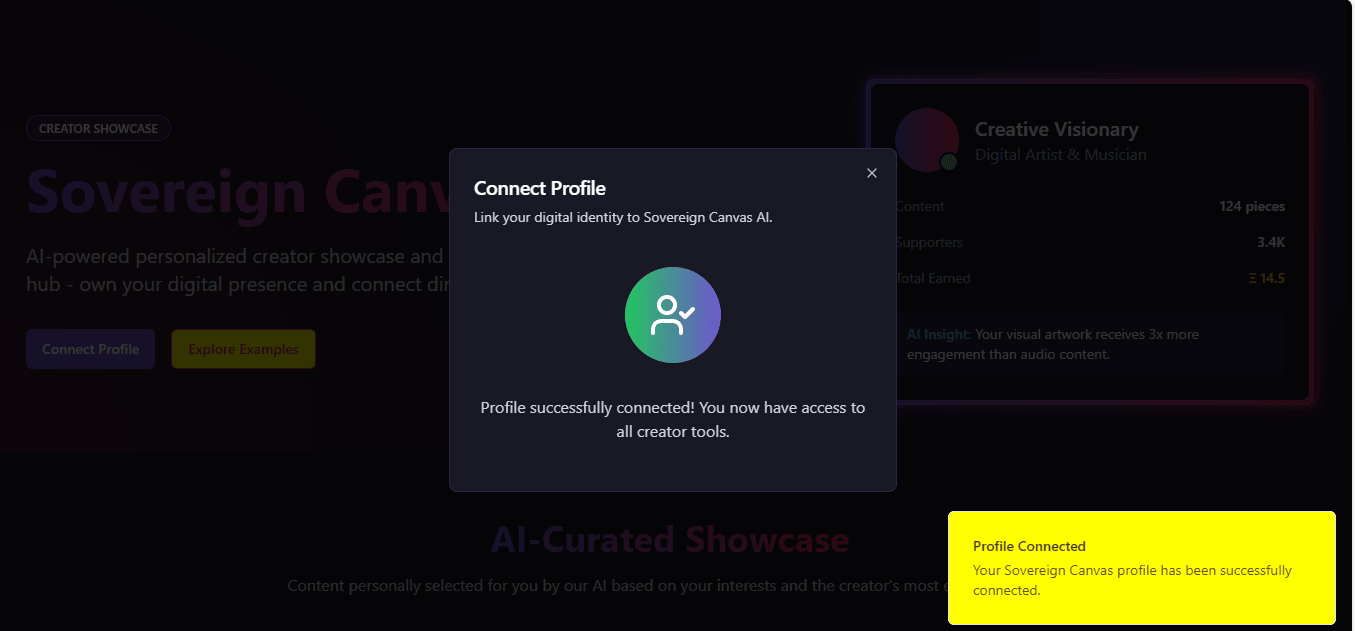 CREATOR SHOWCASE
Sovereign Canv
AI-powered personalized creator showcase and
hub - own your digital presence and connect dir
Connect Profile
Explore Examples
Connect Profile
Link your digital identity to Sovereign Canvas AI.
Profile successfully connected! You now have access to
all creator tools.
Creative Visionary
Digital Artist & Musician
Content 124 pieces
Supporters 3.4K
Total Earned Ξ 14.5
AI Insight: Your visual artwork receives 3x more
engagement than audio content.
AI-Curated Showcase
Content personally selected for you by our AI based on your interests and the creator's most
Profile Connected
Your Sovereign Canvas profile has been successfully
connected.